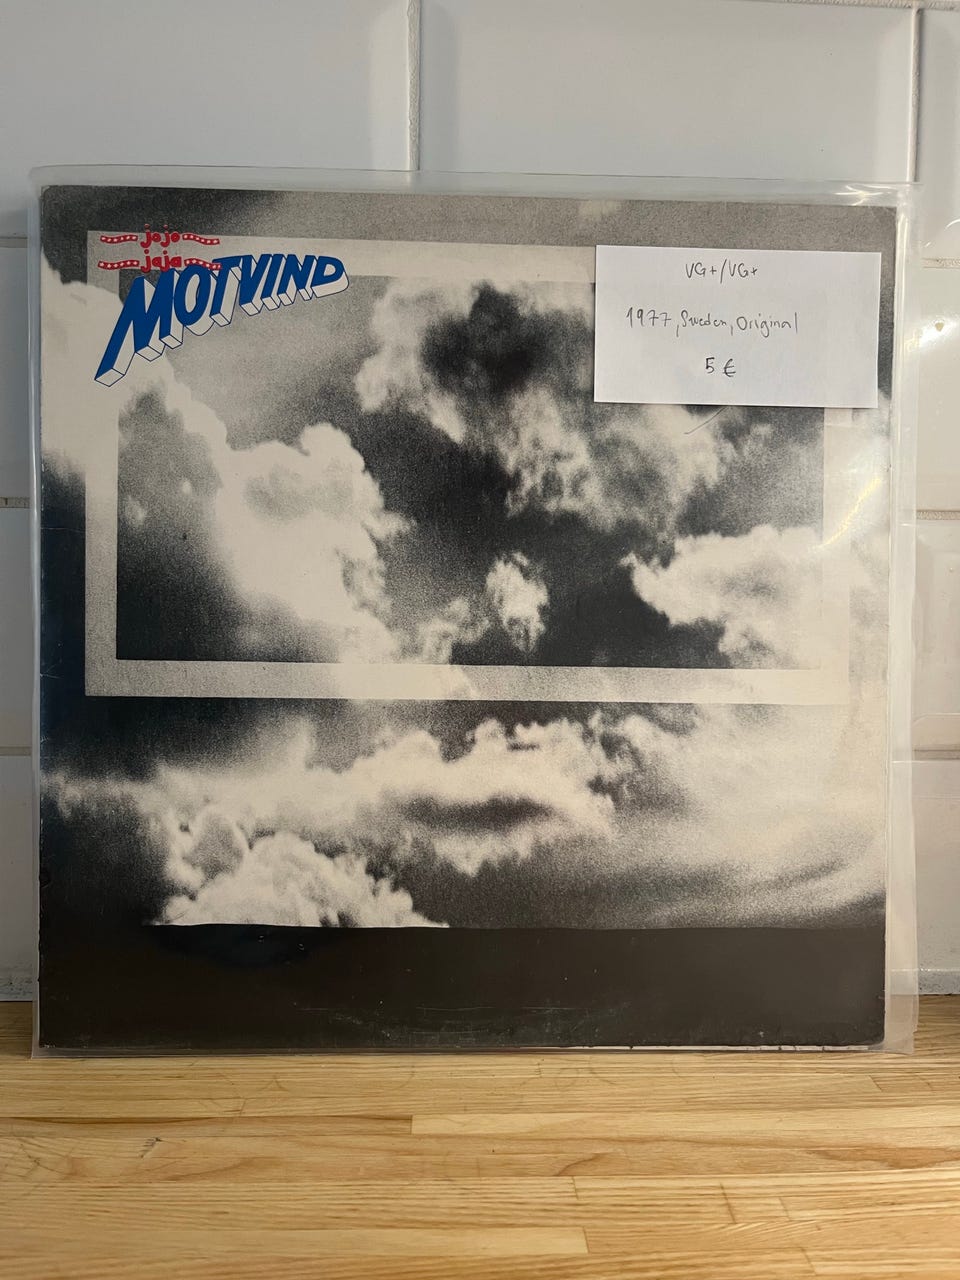 jojo
jaja
MOTVIND
VG+/VG+
1977, Sweden, Original
5 €